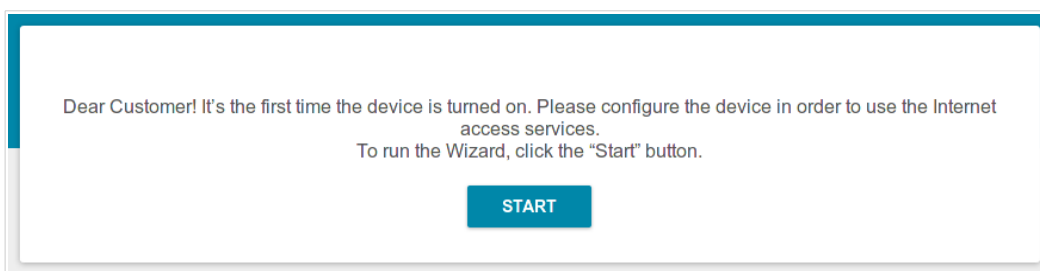 Dear Customer! It’s the first time the device is turned on. Please configure the device in order to use the Internet
access services.
To run the Wizard, click the “Start” button.
START